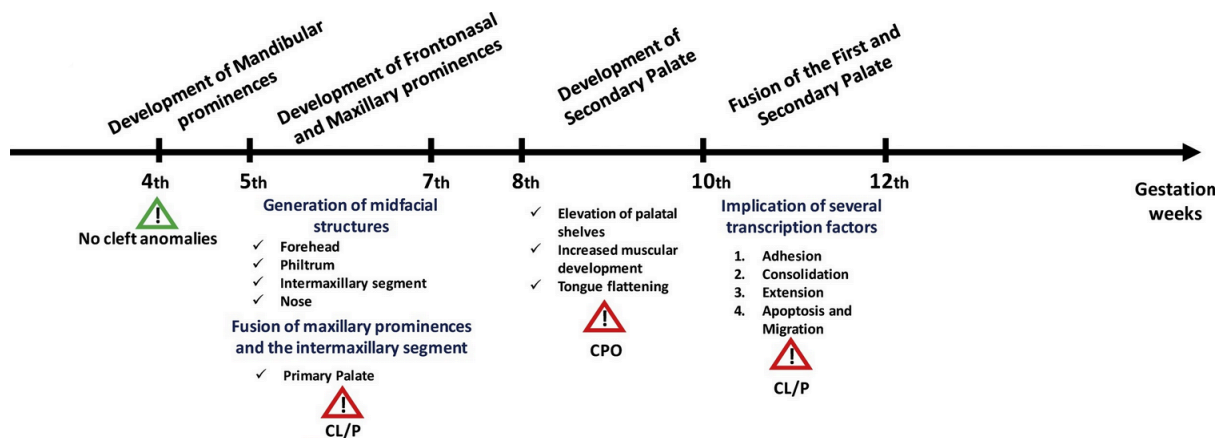 Development of Mandibular
prominences
Development of Frontonasal
and Maxillary prominences
Development of
Secondary Palate
Fusion of the First and
Secondary Palate
4th
5th
7th
8th
10th
12th
Gestation
weeks
!
No cleft anomalies
Generation of midfacial
structures
✓ Forehead
✓ Philtrum
✓ Intermaxillary segment
✓ Nose
Fusion of maxillary prominences
and the intermaxillary segment
✓ Primary Palate
!
CL/P
✓ Elevation of palatal
shelves
✓ Increased muscular
development
✓ Tongue flattening
!
CPO
Implication of several
transcription factors
1. Adhesion
2. Consolidation
3. Extension
4. Apoptosis and
Migration
!
CL/P